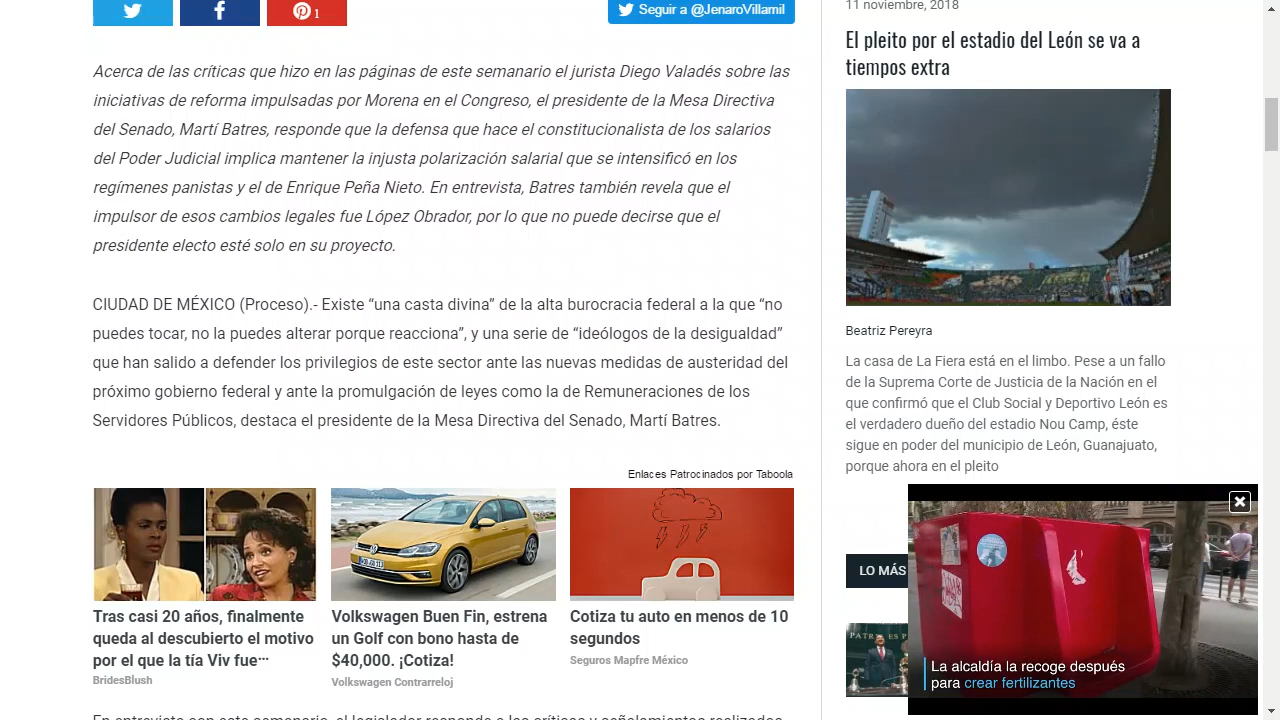 1
Seguir a @JenaroVillamil
Acerca de las críticas que hizo en las páginas de este semanario el jurista Diego Valadés sobre las
iniciativas de reforma impulsadas por Morena en el Congreso, el presidente de la Mesa Directiva
del Senado, Martí Batres, responde que la defensa que hace el constitucionalista de los salarios
del Poder Judicial implica mantener la injusta polarización salarial que se intensificó en los
regímenes panistas y el de Enrique Peña Nieto. En entrevista, Batres también revela que el
impulsor de esos cambios legales fue López Obrador, por lo que no puede decirse que el
presidente electo esté solo en su proyecto.
CIUDAD DE MÉXICO (Proceso).- Existe “una casta divina” de la alta burocracia federal a la que “no
puedes tocar, no la puedes alterar porque reacciona”, y una serie de “ideólogos de la desigualdad”
que han salido a defender los privilegios de este sector ante las nuevas medidas de austeridad del
próximo gobierno federal y ante la promulgación de leyes como la de Remuneraciones de los
Servidores Públicos, destaca el presidente de la Mesa Directiva del Senado, Martí Batres.
Enlaces Patrocinados por Taboola
Tras casi 20 años, finalmente
queda al descubierto el motivo
por el que la tía Viv fue···
BridesBlush
Volkswagen Buen Fin, estrena
un Golf con bono hasta de
$40,000. ¡Cotiza!
Volkswagen Contrarreloj
Cotiza tu auto en menos de 10
segundos
Seguros Mapfre México
En entrevista con este semanario, el legislador responde a las críticas y señalamientos realizados
11 noviembre, 2018
El pleito por el estadio del León se va a
tiempos extra
Beatriz Pereyra
La casa de La Fiera está en el limbo. Pese a un fallo
de la Suprema Corte de Justicia de la Nación en el
que confirmó que el Club Social y Deportivo León es
el verdadero dueño del estadio Nou Camp, éste
sigue en poder del municipio de León, Guanajuato,
porque ahora en el pleito
LO MÁS
La alcaldía la recoge después
para crear fertilizantes